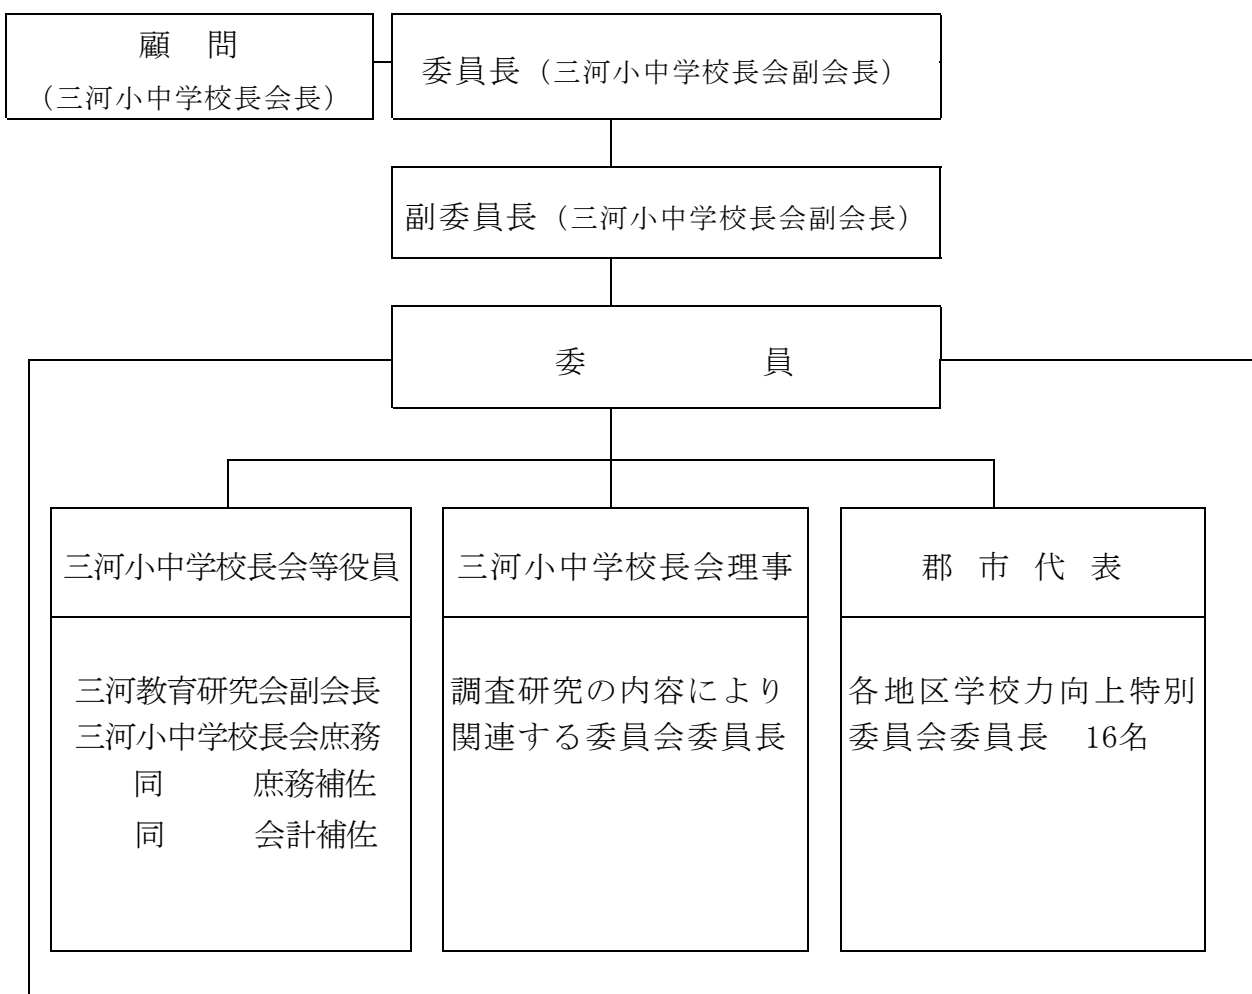 顧　問
（三河小中学校長会長）
委員長（三河小中学校長会副会長）
副委員長（三河小中学校長会副会長）
委　　　　　員
三河小中学校長会等役員
三河教育研究会副会長
三河小中学校長会庶務
同　　　庶務補佐
同　　　会計補佐
三河小中学校長会理事
調査研究の内容により
関連する委員会委員長
郡　市　代　表
各地区学校力向上特別
委員会委員長　16名